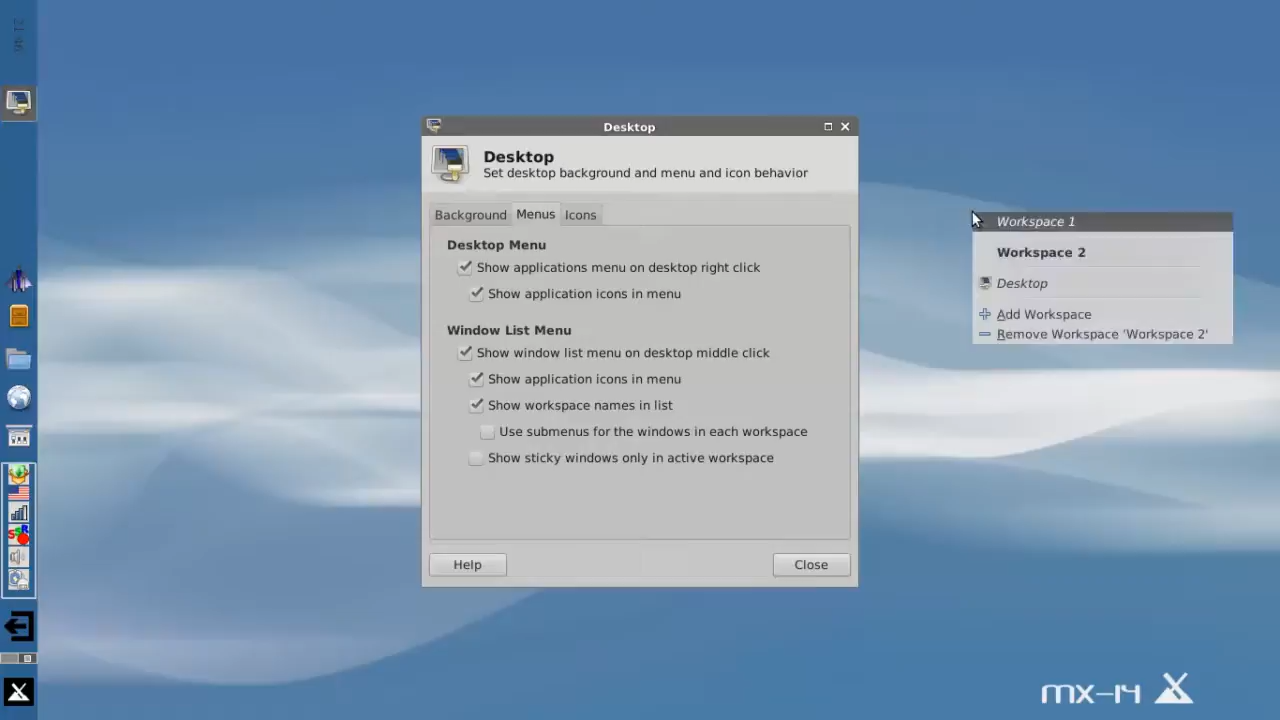 21:46
Desktop
Desktop
Set desktop background and menu and icon behavior
Background Menus Icons
Desktop Menu
Show applications menu on desktop right click
Show application icons in menu
Window List Menu
Show window list menu on desktop middle click
Show application icons in menu
Show workspace names in list
Use submenus for the windows in each workspace
Show sticky windows only in active workspace
Help Close
Workspace 1
Workspace 2
Desktop
Add Workspace
Remove Workspace 'Workspace 2'
SSR
mx-14